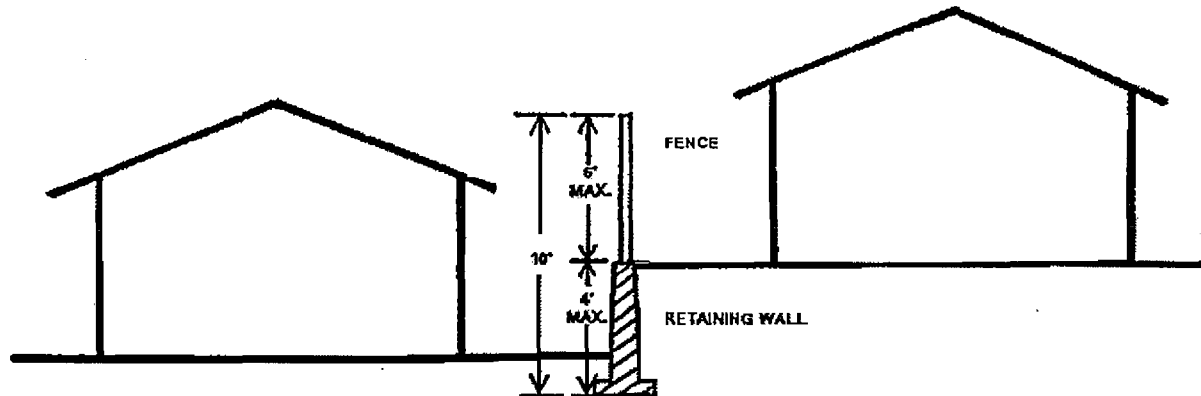 FENCE
6'
MAX.
10'
4'
MAX.
RETAINING WALL